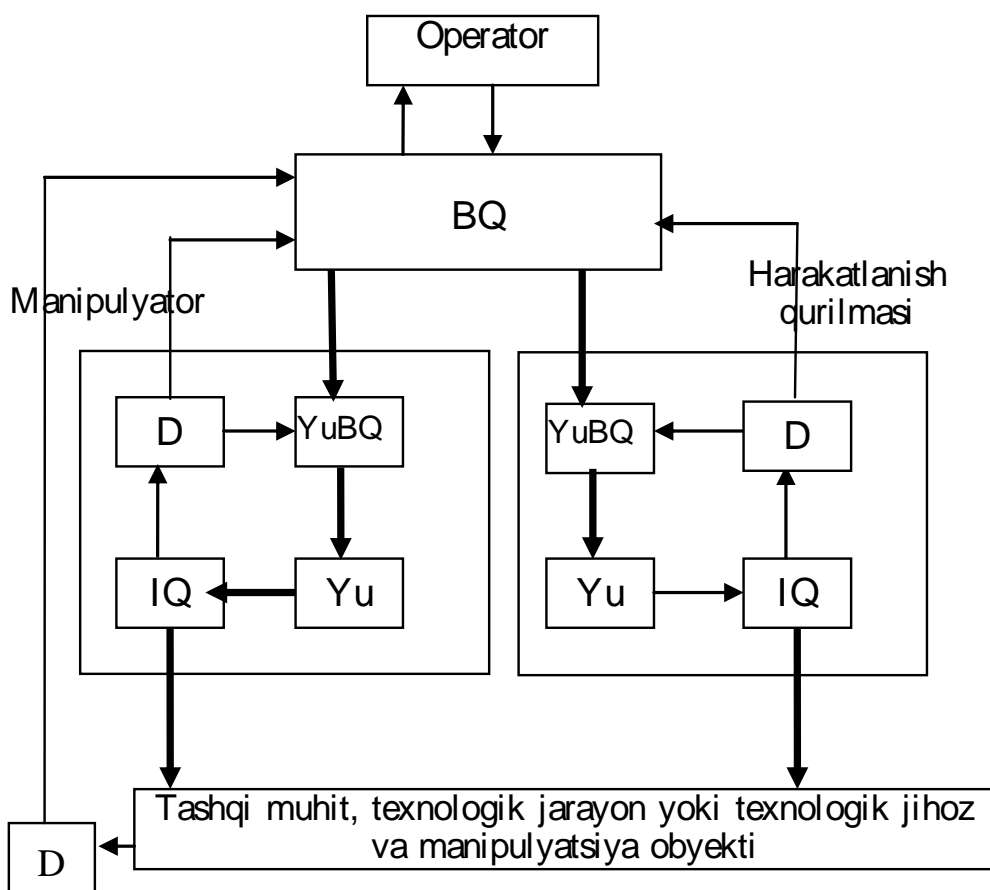 Operator
BQ
Manipulyator
Harakatlanish
qurilmasi
D
YuBQ
YuBQ
D
IQ
Yu
Yu
IQ
Tashqi muhit, texnologik jarayon yoki texnologik jihoz
va manipulyatsiya obyekti
D